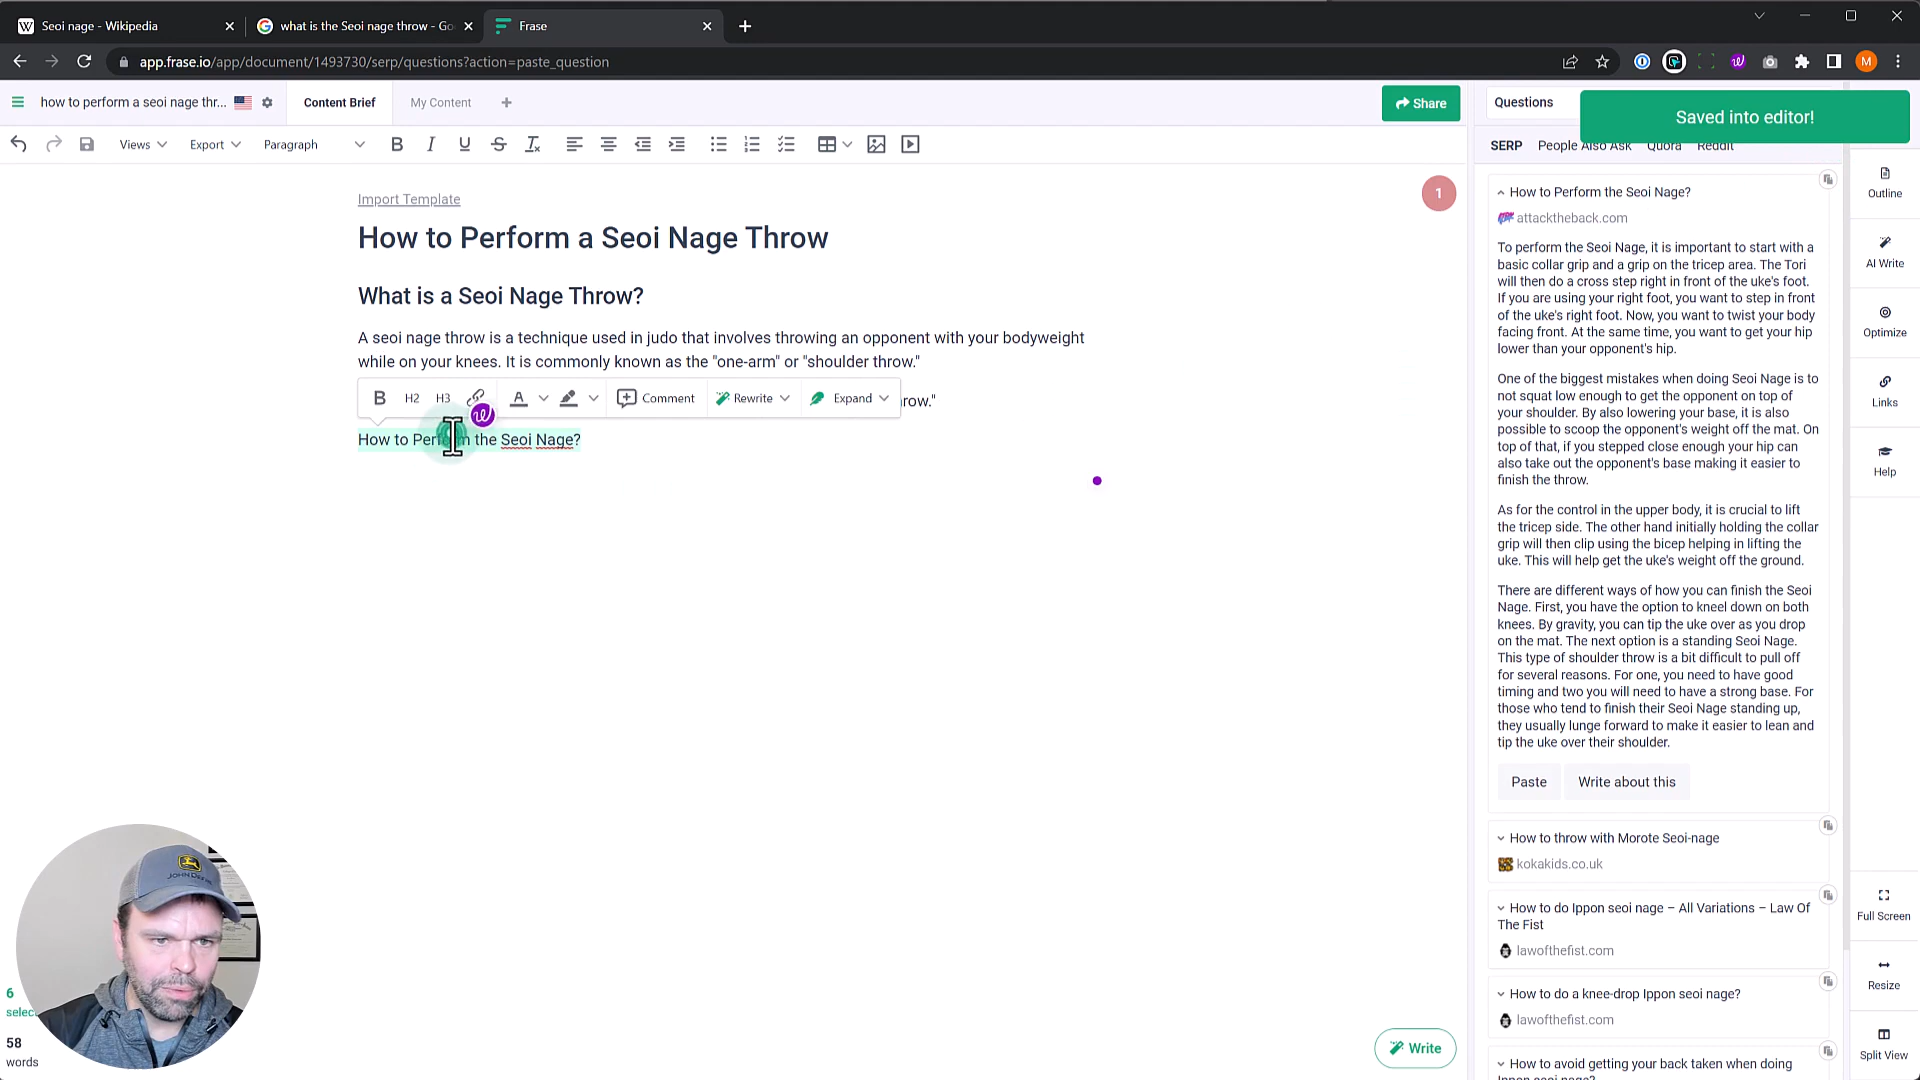 Seoi nage - Wikipedia
what is the Seoi nage throw - Go
Frase
app.frase.io/app/document/1493730/serp/questions?action=paste_question
M
how to perform a seoi nage thr...
Content Brief
My Content
Share
Questions
Saved into editor!
Views
Export
Paragraph
SERP
People Also Ask
Quora
Reddit
Import Template
1
How to Perform a Seoi Nage Throw
What is a Seoi Nage Throw?
A seoi nage throw is a technique used in judo that involves throwing an opponent with your bodyweight
while on your knees. It is commonly known as the "one-arm" or "shoulder throw."
B
H2
H3
A
Comment
Rewrite
Expand
row."
How to Perform the Seoi Nage?
How to Perform the Seoi Nage?
attacktheback.com
To perform the Seoi Nage, it is important to start with a
basic collar grip and a grip on the tricep area. The Tori
will then do a cross step right in front of the uke's foot.
If you are using your right foot, you want to step in front
of the uke's right foot. Now, you want to twist your body
facing front. At the same time, you want to get your hip
lower than your opponent's hip.
One of the biggest mistakes when doing Seoi Nage is to
not squat low enough to get the opponent on top of
your shoulder. By also lowering your base, it is also
possible to scoop the opponent's weight off the mat. On
top of that, if you stepped close enough your hip can
also take out the opponent's base making it easier to
finish the throw.
As for the control in the upper body, it is crucial to lift
the tricep side. The other hand initially holding the collar
grip will then clip using the bicep helping in lifting the
uke. This will help get the uke's weight off the ground.
There are different ways of how you can finish the Seoi
Nage. First, you have the option to kneel down on both
knees. By gravity, you can tip the uke over as you drop
on the mat. The next option is a standing Seoi Nage.
This type of shoulder throw is a bit difficult to pull off
for several reasons. For one, you need to have good
timing and two you will need to have a strong base. For
those who tend to finish their Seoi Nage standing up,
they usually lunge forward to make it easier to lean and
tip the uke over their shoulder.
Paste
Write about this
How to throw with Morote Seoi-nage
kokakids.co.uk
How to do Ippon seoi nage – All Variations – Law Of
The Fist
lawofthefist.com
How to do a knee-drop Ippon seoi nage?
lawofthefist.com
How to avoid getting your back taken when doing
Outline
AI Write
Optimize
Links
Help
Full Screen
Resize
Split View
JOHN DEERE
6
selec
58
words
Write